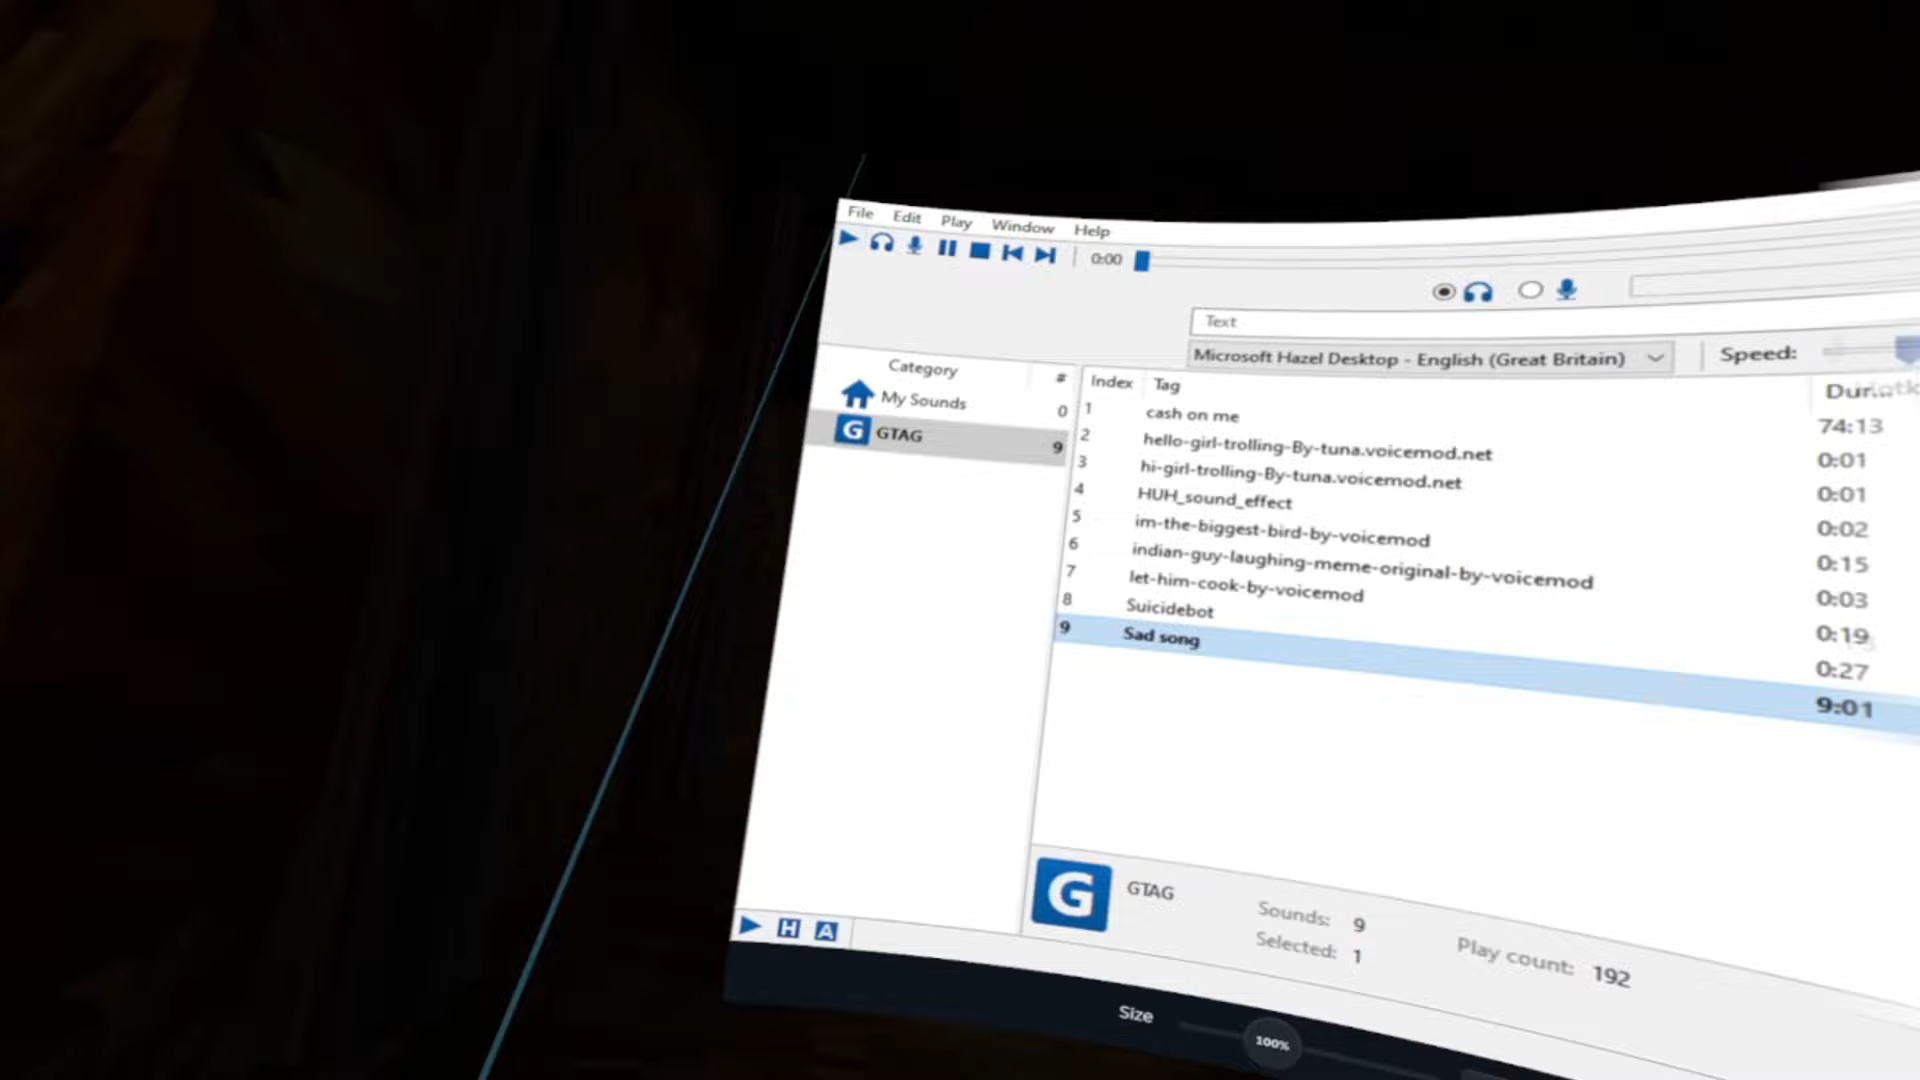 File Edit Play Window Help
0:00
Text
Microsoft Hazel Desktop - English (Great Britain) Speed:
Category #
My Sounds 0
G GTAG 9
Index Tag
1 cash on me 74:13
2 hello-girl-trolling-By-tuna.voicemod.net 0:01
3 hi-girl-trolling-By-tuna.voicemod.net 0:01
4 HUH_sound_effect 0:02
5 im-the-biggest-bird-by-voicemod 0:15
6 indian-guy-laughing-meme-original-by-voicemod 0:03
7 let-him-cook-by-voicemod 0:19
8 Suicidebot 0:27
9 Sad song 9:01
G GTAG
Sounds: 9
Selected: 1
Play count: 192
H A
Size 100%